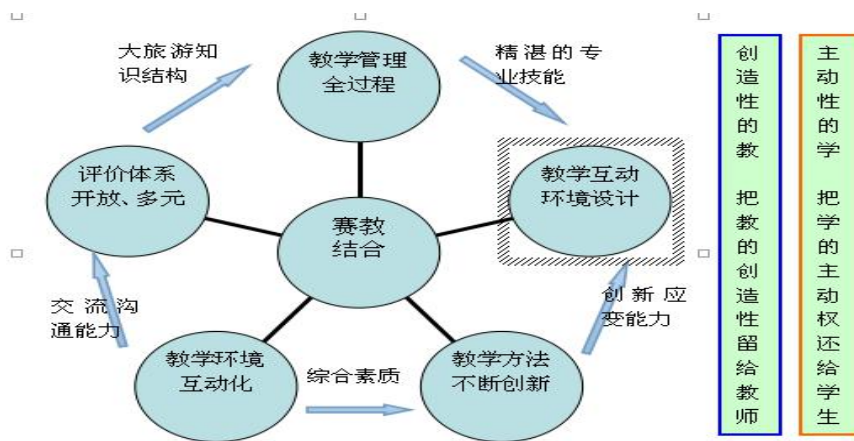 大旅游知
识结构
教学管理
全过程
精湛的专
业技能
评价体系
开放、多元
教学互动
环境设计
赛教
结合
交流沟
通能力
创新应
变能力
教学环境
互动化
综合素质
教学方法
不断创新
创造性的教 把教的创造性留给教师
主动性的学 把学的主动权还给学生